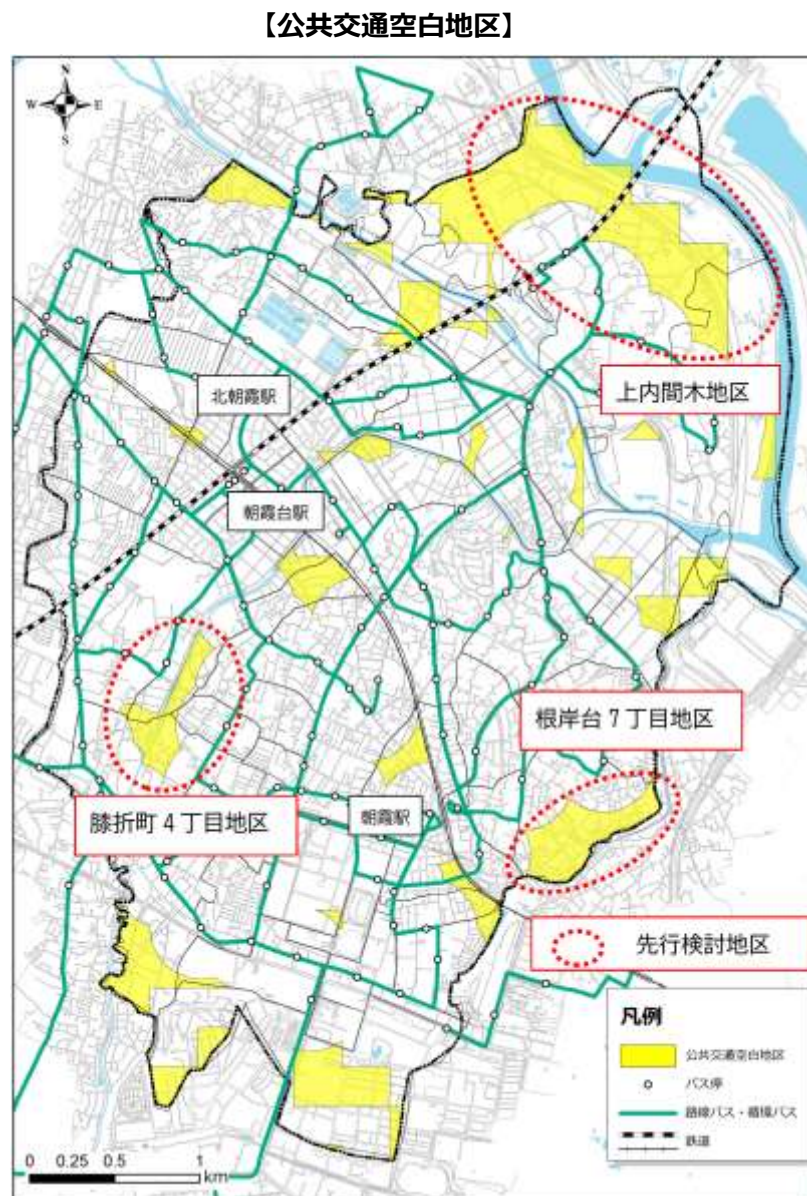 【公共交通空白地区】
N
W
E
S
上内間木地区
北朝霞駅
朝霞台駅
根岸台７丁目地区
膝折町４丁目地区
朝霞駅
先行検討地区
凡例
公共交通空白地区
バス停
路線バス・循環バス
鉄道
0 0.25 0.5 1
km